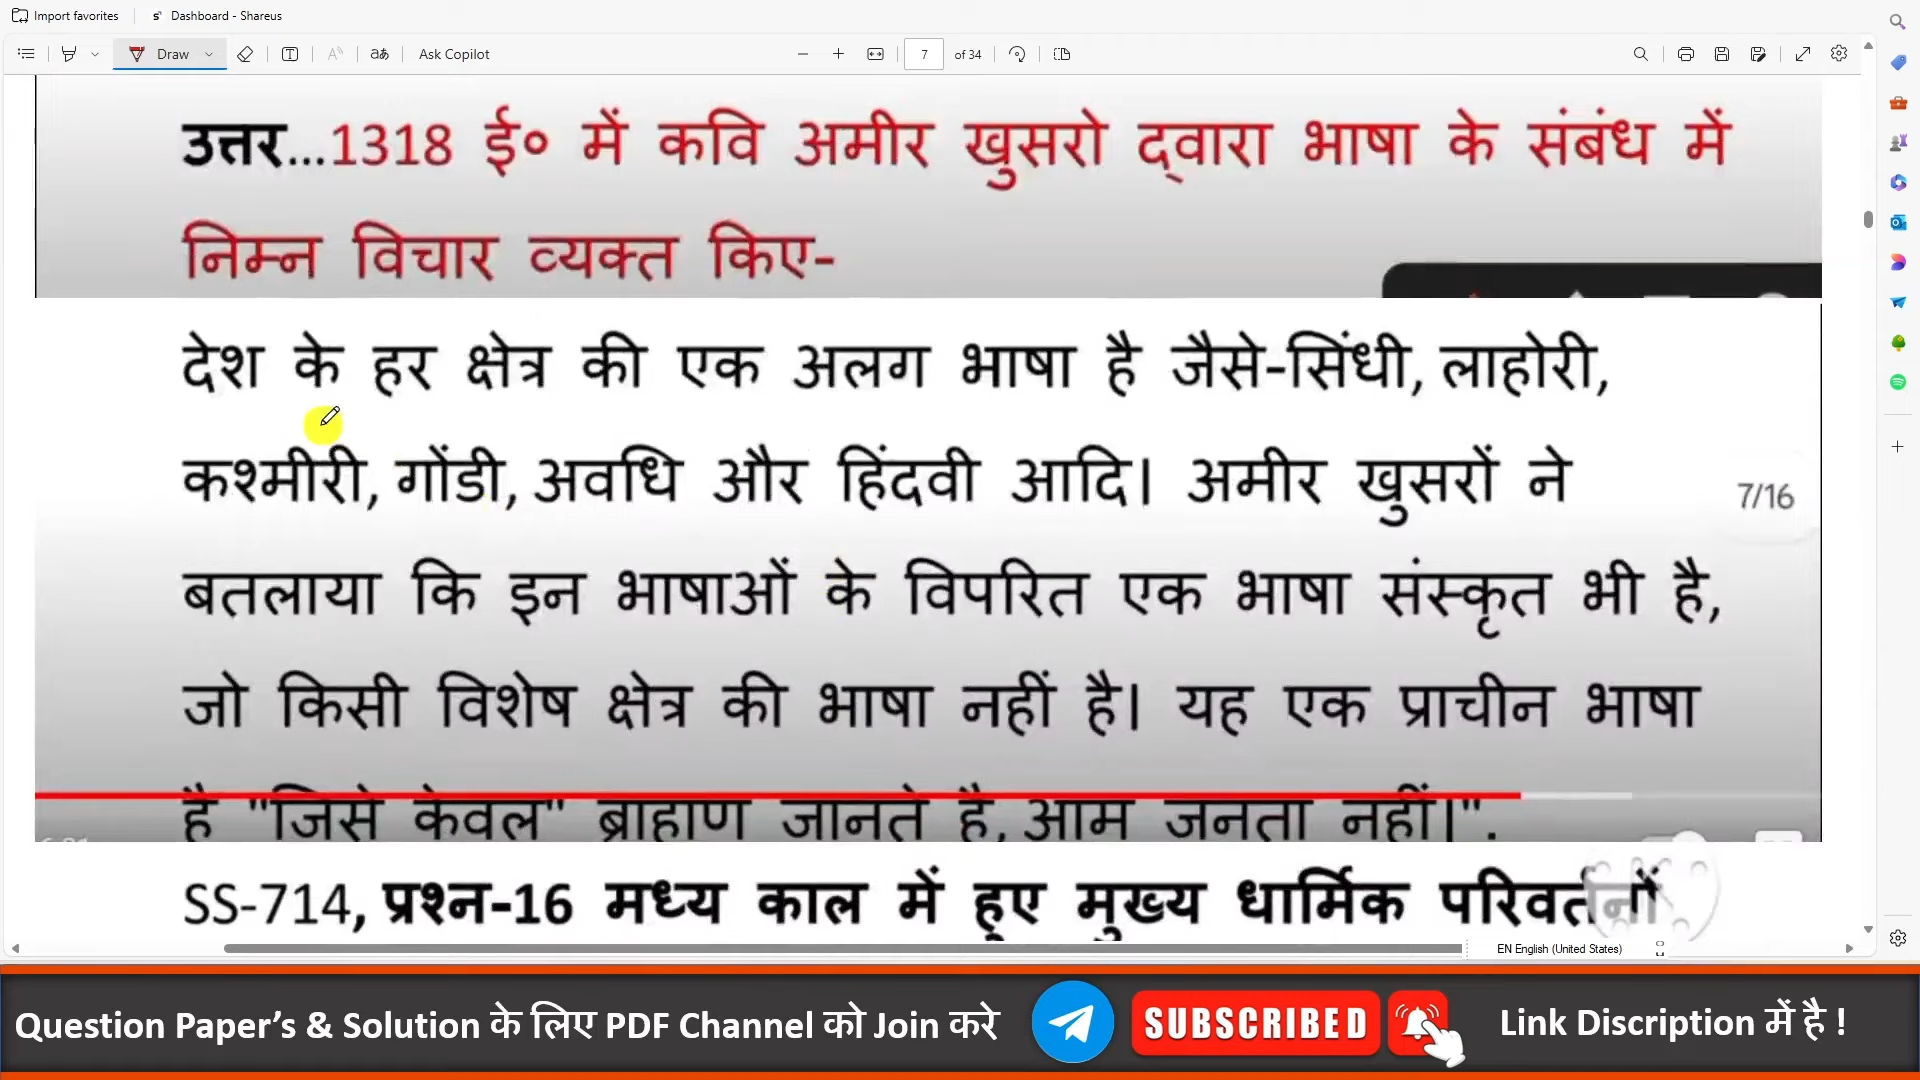 Import favorites
Dashboard - Shareus
Draw
Ask Copilot
7 of 34
उत्तर...1318 ई० में कवि अमीर खुसरो द्वारा भाषा के संबंध में
निम्न विचार व्यक्त किए-
देश के हर क्षेत्र की एक अलग भाषा है जैसे-सिंधी, लाहोरी,
कश्मीरी, गोंडी, अवधि और हिंदवी आदि। अमीर खुसरों ने
7/16
बतलाया कि इन भाषाओं के विपरित एक भाषा संस्कृत भी है,
जो किसी विशेष क्षेत्र की भाषा नहीं है। यह एक प्राचीन भाषा
है "जिसे केवल" ब्राहाण जानते है, आम जनता नहीं।".
SS-714, प्रश्न-16 मध्य काल में हुए मुख्य धार्मिक परिवर्तनों
EN English (United States)
Question Paper's & Solution के लिए PDF Channel को Join करे
SUBSCRIBED
Link Discription में है !